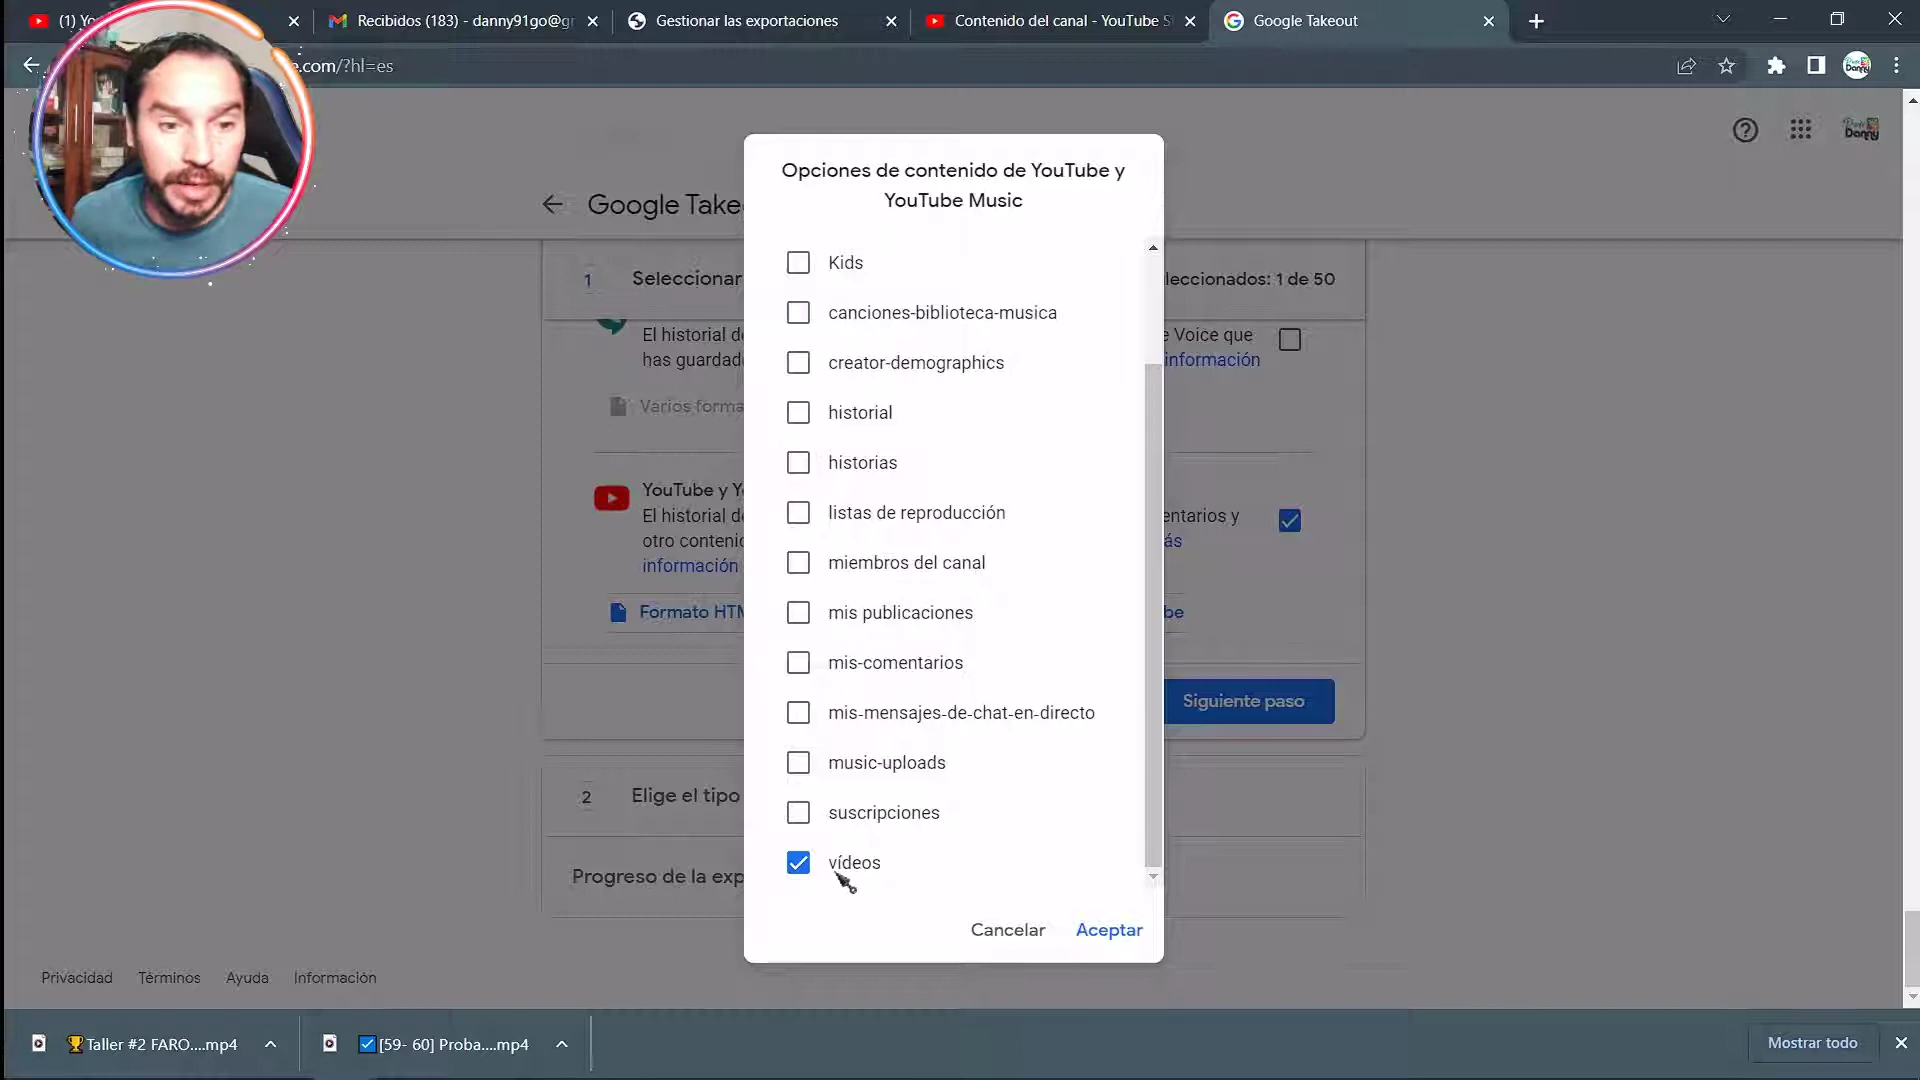 (1) Yo
Recibidos (183) - danny91go@g
Gestionar las exportaciones
Contenido del canal - YouTube S
Google Takeout
e.com/?hl=es
Danny
Google Take
Danny
1 Seleccionar
leccionados: 1 de 50
El historial de
has guardad
e Voice que
información
Varios forma
YouTube y Y
El historial de
otro contenid
información
entarios y
ás
Formato HTM
be
Siguiente paso
2 Elige el tipo
Progreso de la exp
Opciones de contenido de YouTube y
YouTube Music
Kids
canciones-biblioteca-musica
creator-demographics
historial
historias
listas de reproducción
miembros del canal
mis publicaciones
mis-comentarios
mis-mensajes-de-chat-en-directo
music-uploads
suscripciones
vídeos
Cancelar Aceptar
Privacidad Términos Ayuda Información
🏆Taller #2 FARO....mp4
☑[59- 60] Proba....mp4
Mostrar todo